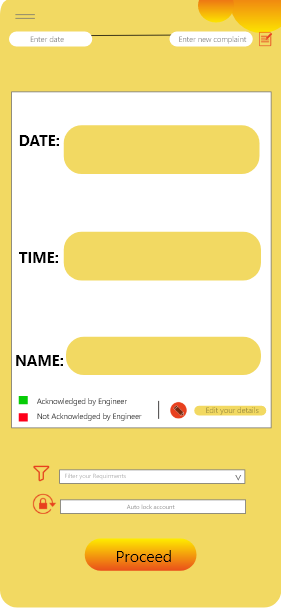 Enter date
Enter new complaint
DATE:
TIME:
NAME:
Acknowledged by Engineer
Not Acknowledged by Engineer
Edit your details
Filter your Requirments
Auto lock account
Proceed